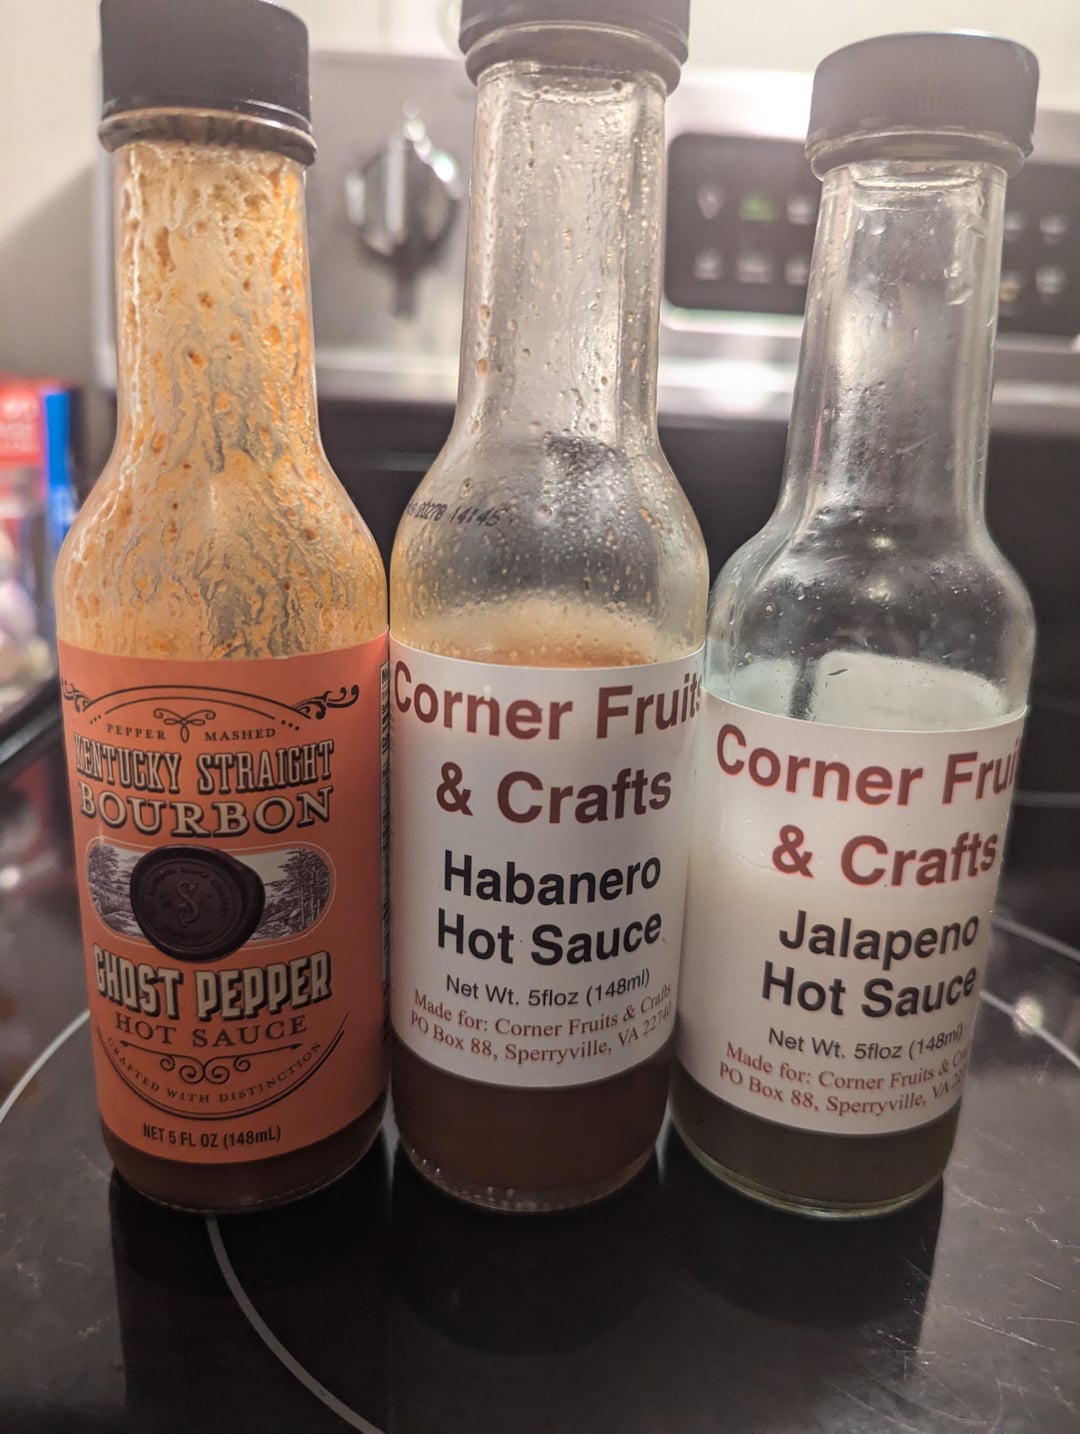 PEPPER MASHED
KENTUCKY STRAIGHT
BOURBON
GHOST PEPPER
HOT SAUCE
CRAFTED WITH DISTINCTION
NET 5 FL OZ (148mL)
14145
Corner Fruits
& Crafts
Habanero
Hot Sauce
Net Wt. 5floz (148ml)
Made for: Corner Fruits & Crafts
PO Box 88, Sperryville, VA 22740
Corner Frui
& Crafts
Jalapeno
Hot Sauce
Net Wt. 5floz (148ml)
Made for: Corner Fruits & C
PO Box 88, Sperryville, VA